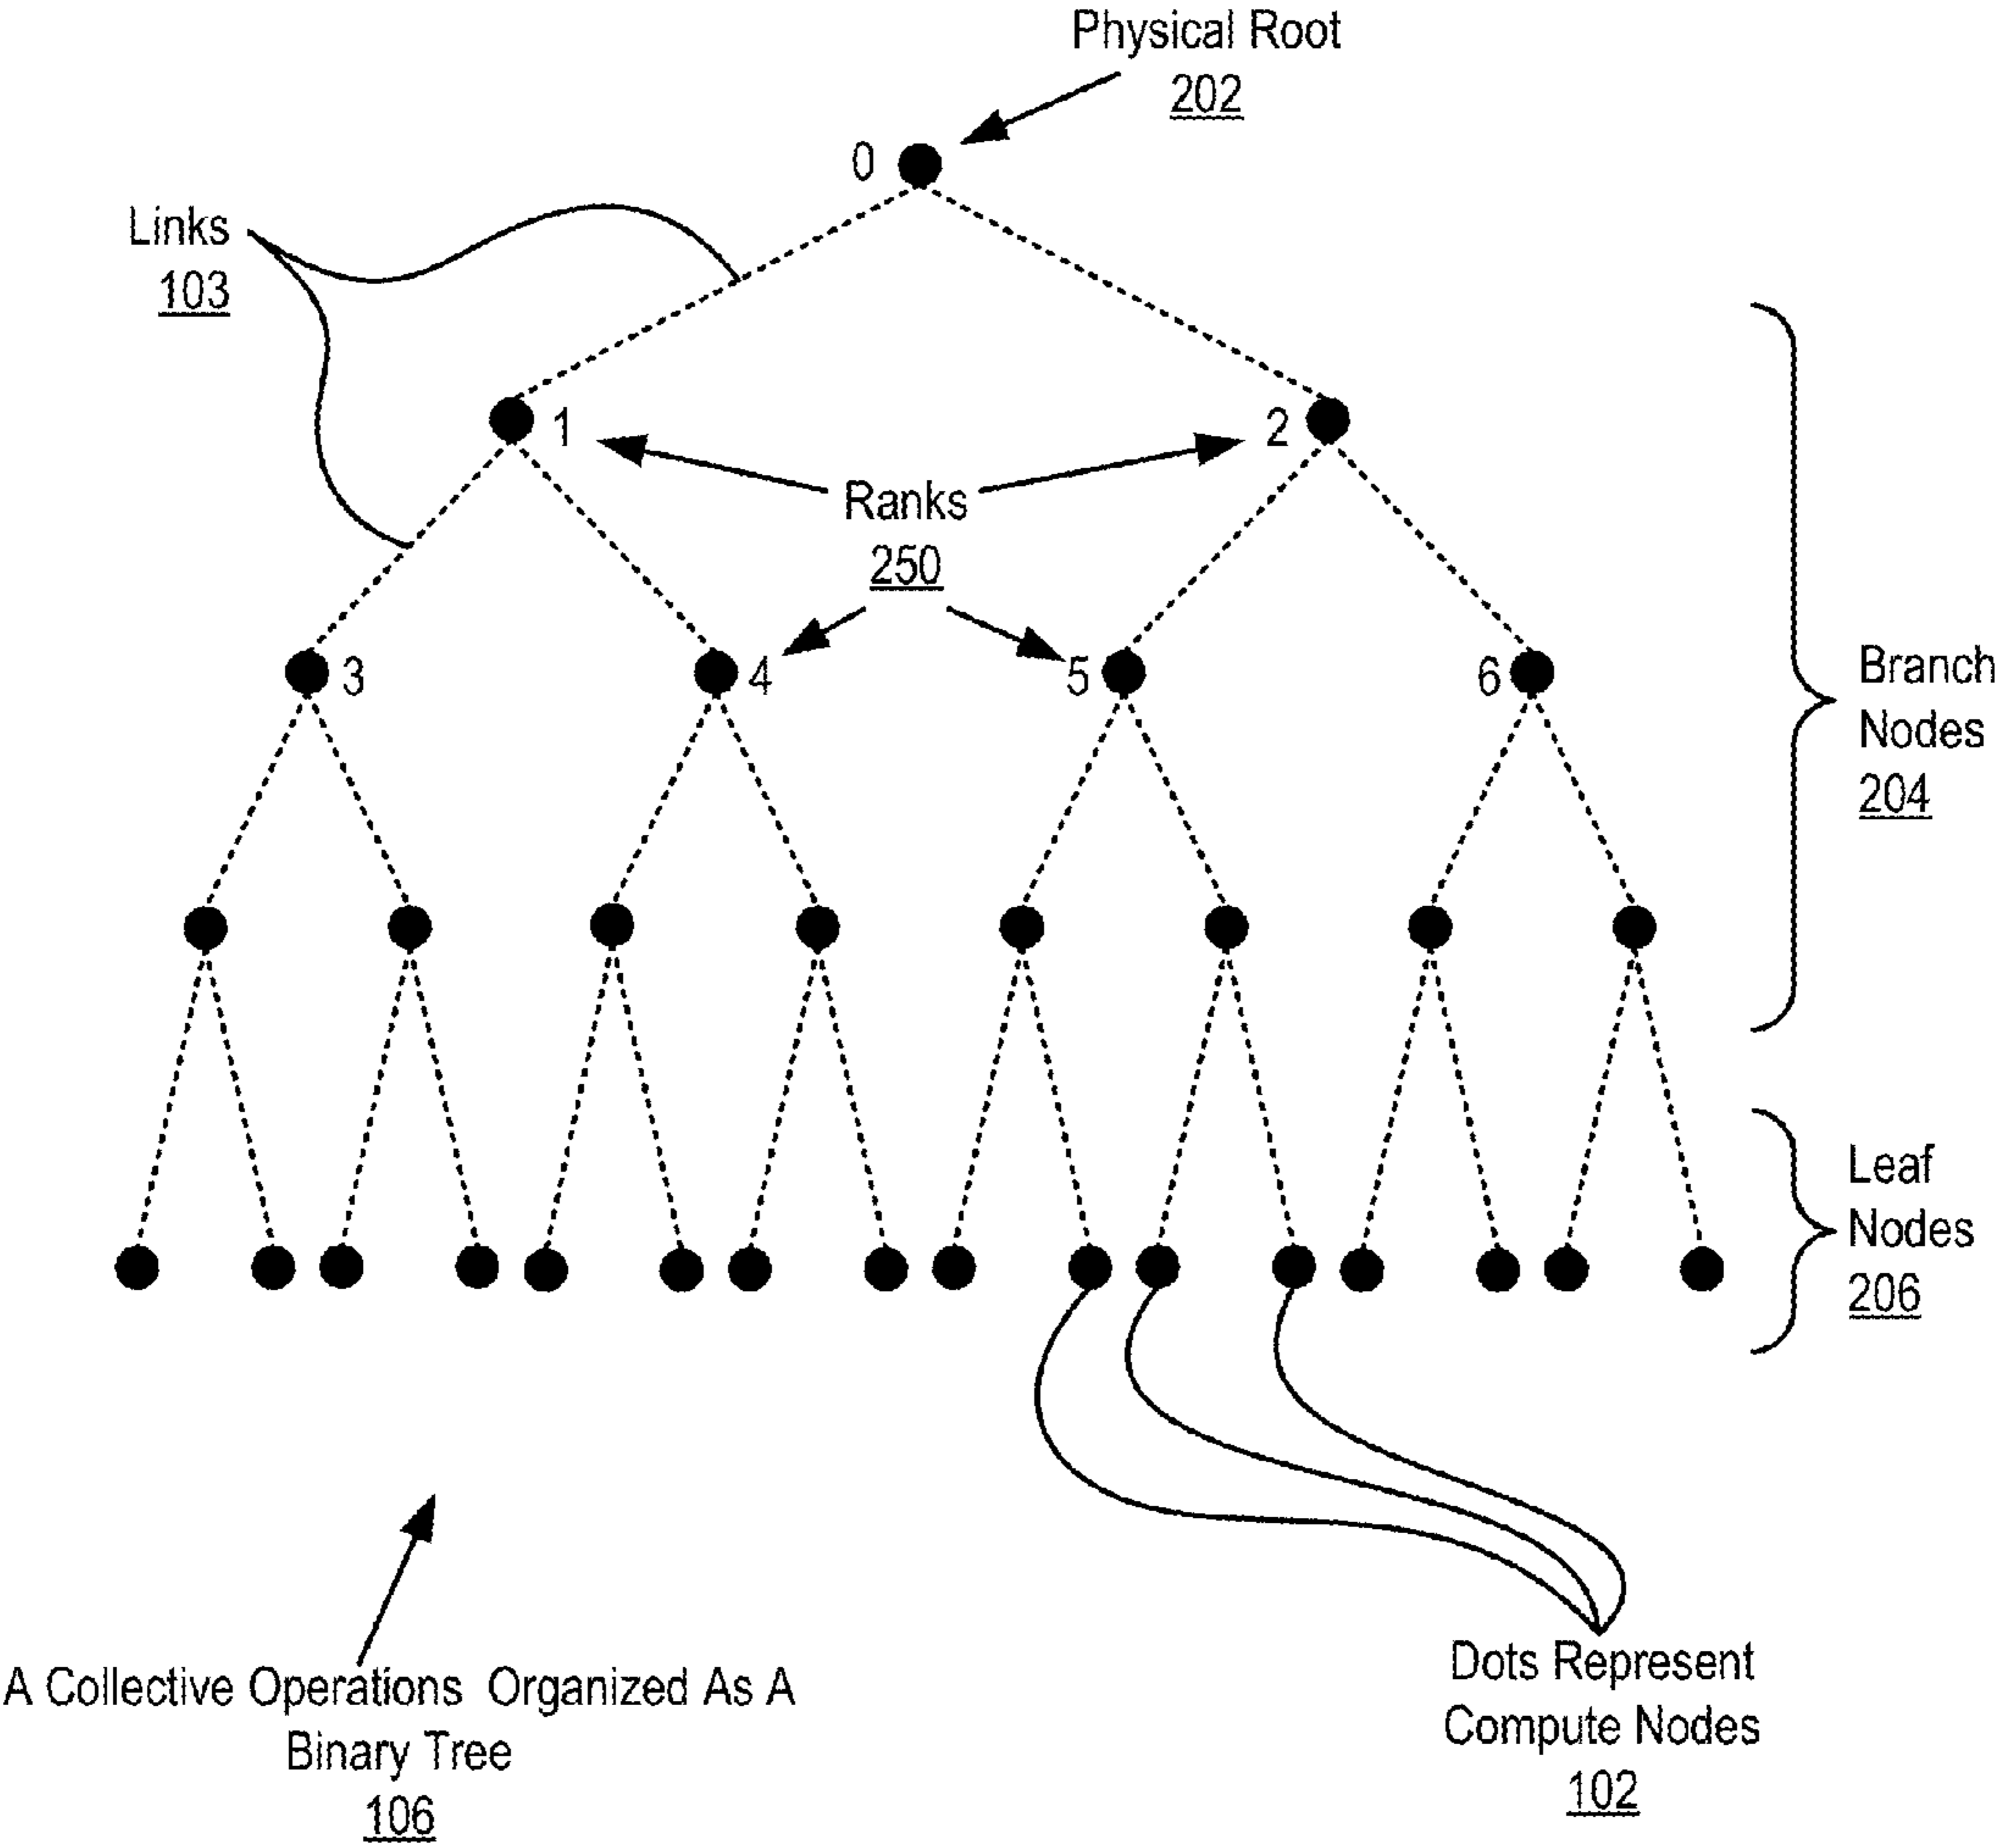 Physical Root
202
0
Links
103
1
2
Ranks
250
3
4
5
6
Branch
Nodes
204
Leaf
Nodes
206
A Collective Operations Organized As A
Binary Tree
106
Dots Represent
Compute Nodes
102